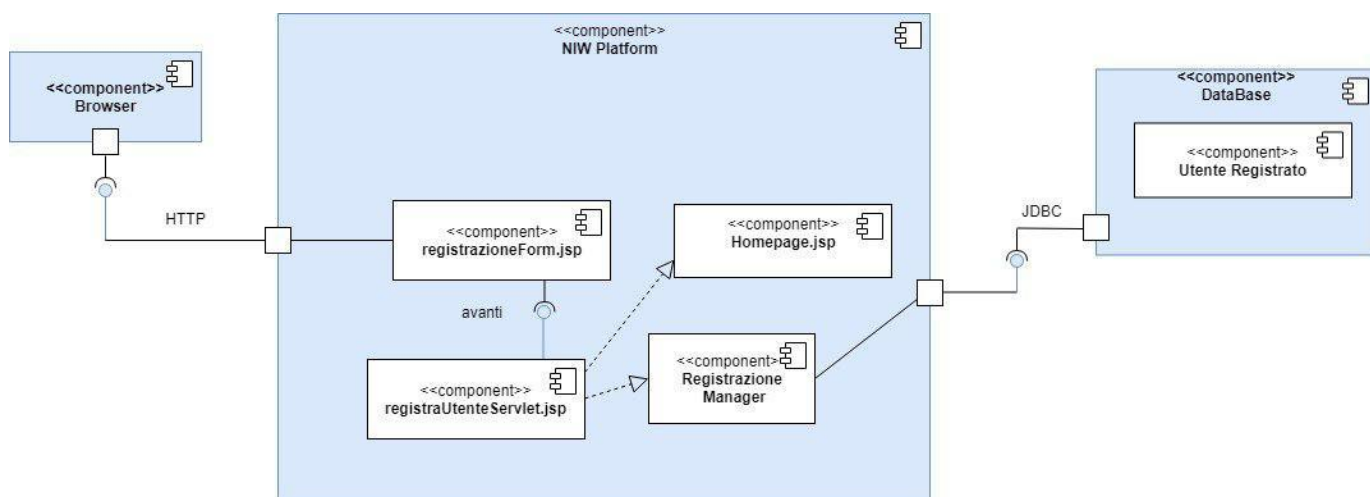 <<component>>
NIW Platform
<<component>>
Browser
<<component>>
DataBase
<<component>>
Utente Registrato
HTTP
JDBC
<<component>>
registrazioneForm.jsp
<<component>>
Homepage.jsp
avanti
<<component>>
registraUtenteServlet.jsp
<<component>
Registrazione
Manager